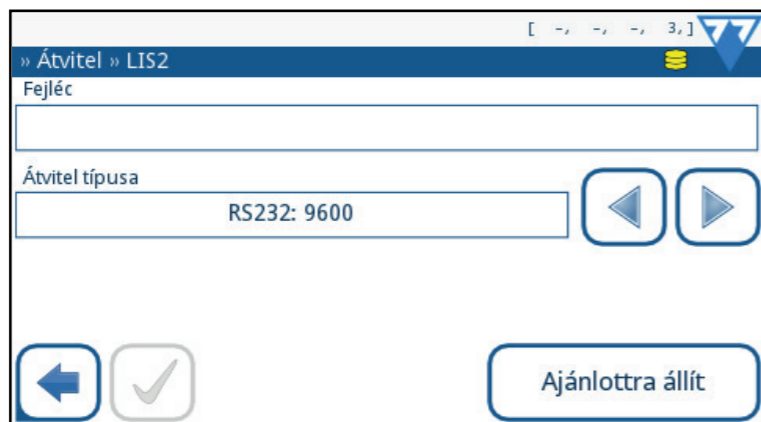 [ -, -, -, 3,]
» Átvitel » LIS2
Fejléc
Átvitel típusa
RS232: 9600
Ajánlottra állít